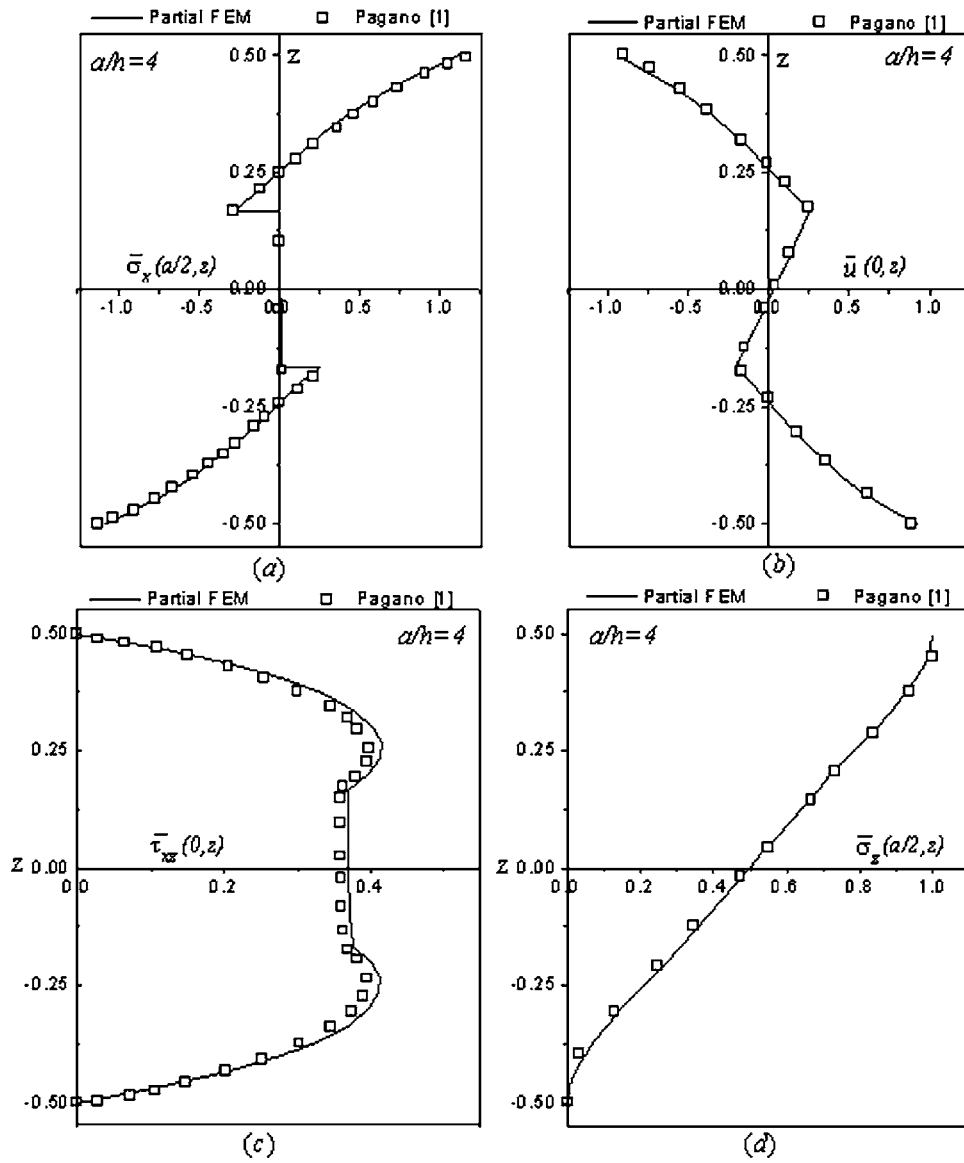 Partial FEM Pagano [1]
a/h=4
z
0.50
0.25
σ̅x(a/2,z)
0.00
-1.0 -0.5 0.0 0.5 1.0
-0.25
-0.50
(a)
Partial FEM Pagano [1]
a/h=4
z
0.50
0.25
u̅(0,z)
0.00
-1.0 -0.5 0.0 0.5 1.0
-0.25
-0.50
(b)
Partial FEM Pagano [1]
a/h=4
0.50
0.25
τ̅xz(0,z)
z 0.00
0.0 0.2 0.4
-0.25
-0.50
(c)
Partial FEM Pagano [1]
a/h=4
0.50
0.25
σ̅z(a/2,z)
z 0.00
0.0 0.2 0.4 0.6 0.8 1.0
-0.25
-0.50
(d)